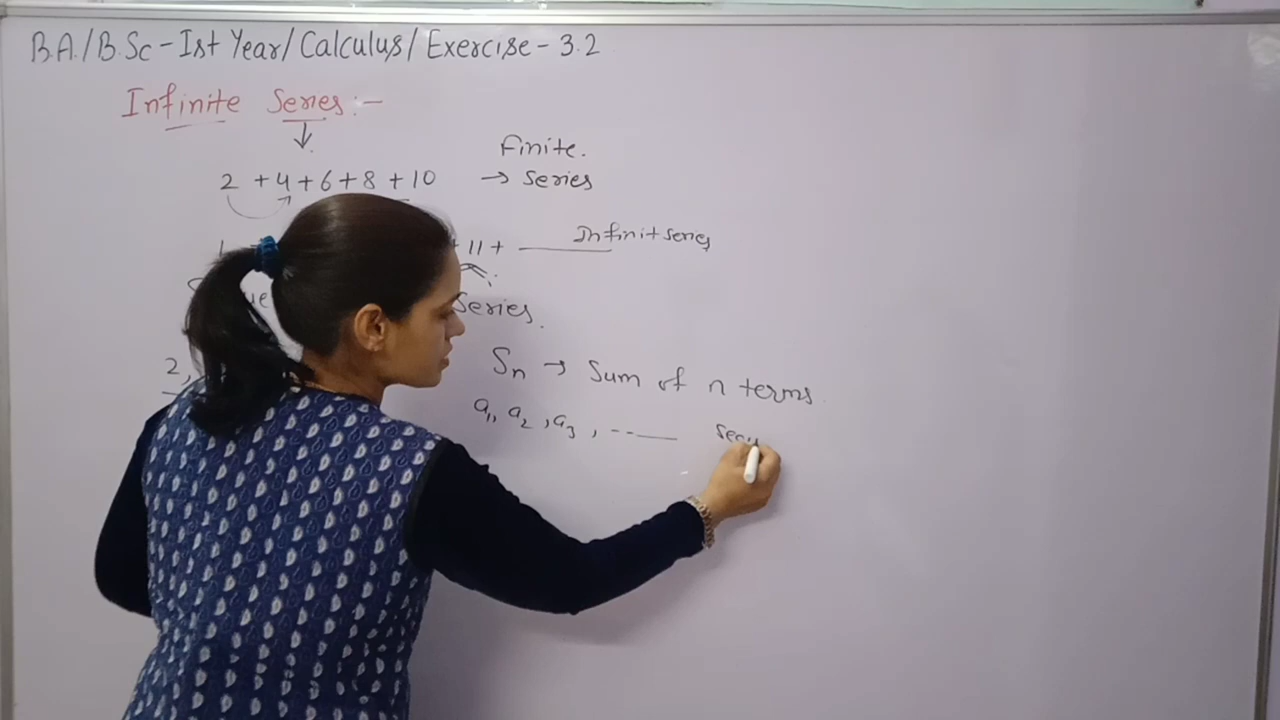 B.A./B.Sc - Ist Year/Calculus/Exercise - 3.2
Infinite Series :-
Finite.
2 + 4 + 6 + 8 + 10 → Series
+ 11 + ——— Infinit series
Series.
2,
Sn → Sum of n terms.
a1, a2, a3, -----